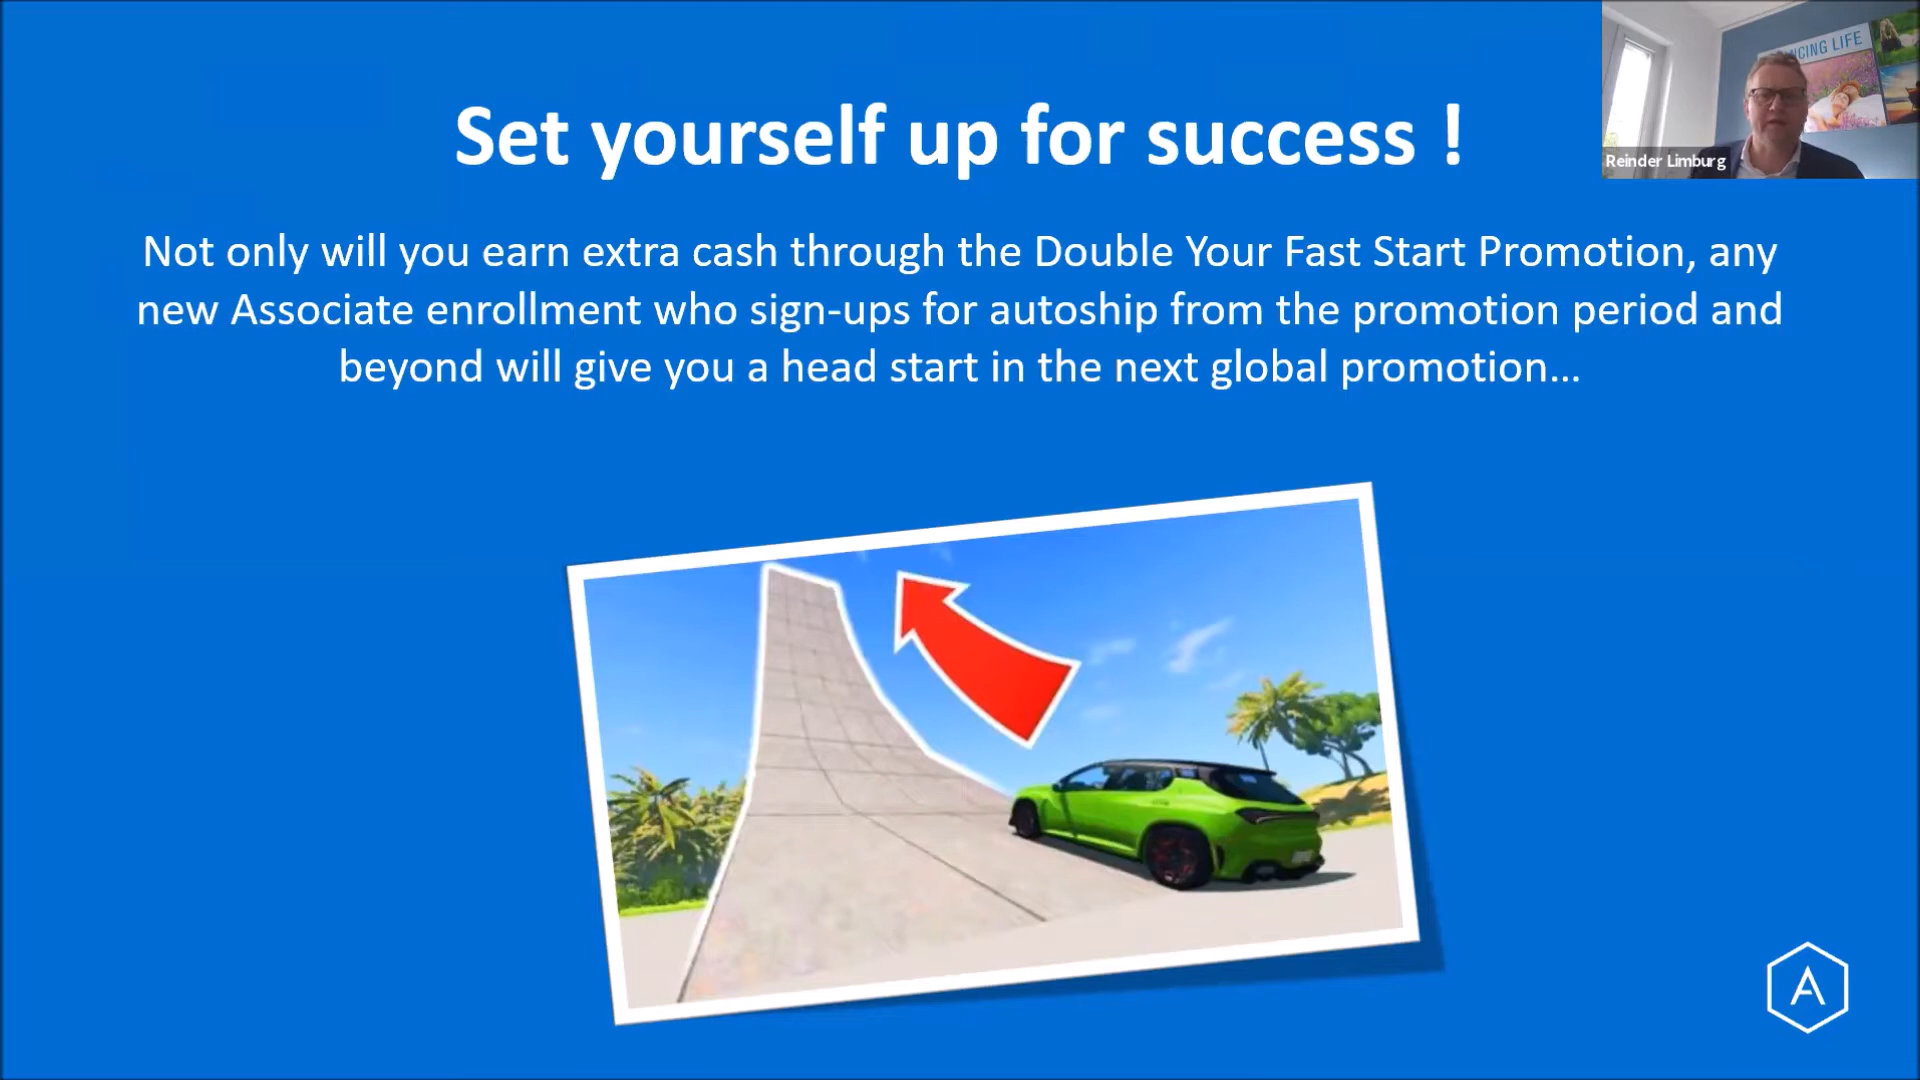 NCING LIFE
Reinder Limburg
Set yourself up for success !
Not only will you earn extra cash through the Double Your Fast Start Promotion, any
new Associate enrollment who sign-ups for autoship from the promotion period and
beyond will give you a head start in the next global promotion...